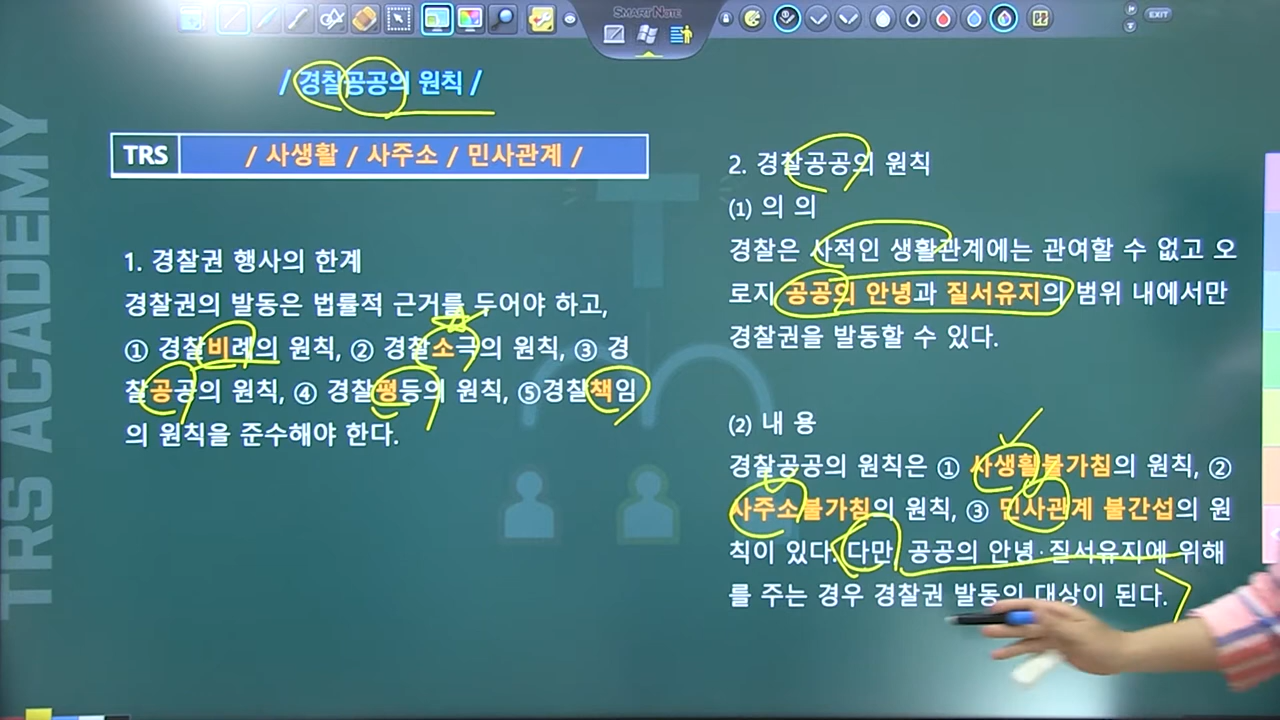 SMARTNOTE
EXIT
/ 경찰공공의 원칙 /
TRS / 사생활 / 사주소 / 민사관계 /
1. 경찰권 행사의 한계
경찰권의 발동은 법률적 근거를 두어야 하고,
① 경찰비례의 원칙, ② 경찰소극의 원칙, ③ 경
찰공공의 원칙, ④ 경찰평등의 원칙, ⑤경찰책임
의 원칙을 준수해야 한다.
2. 경찰공공의 원칙
(1) 의 의
경찰은 사적인 생활관계에는 관여할 수 없고 오
로지 공공의 안녕과 질서유지의 범위 내에서만
경찰권을 발동할 수 있다.
(2) 내 용
경찰공공의 원칙은 ① 사생활불가침의 원칙, ②
사주소불가침의 원칙, ③ 민사관계 불간섭의 원
칙이 있다. 다만, 공공의 안녕·질서유지에 위해
를 주는 경우 경찰권 발동의 대상이 된다.
TRS ACADEMY